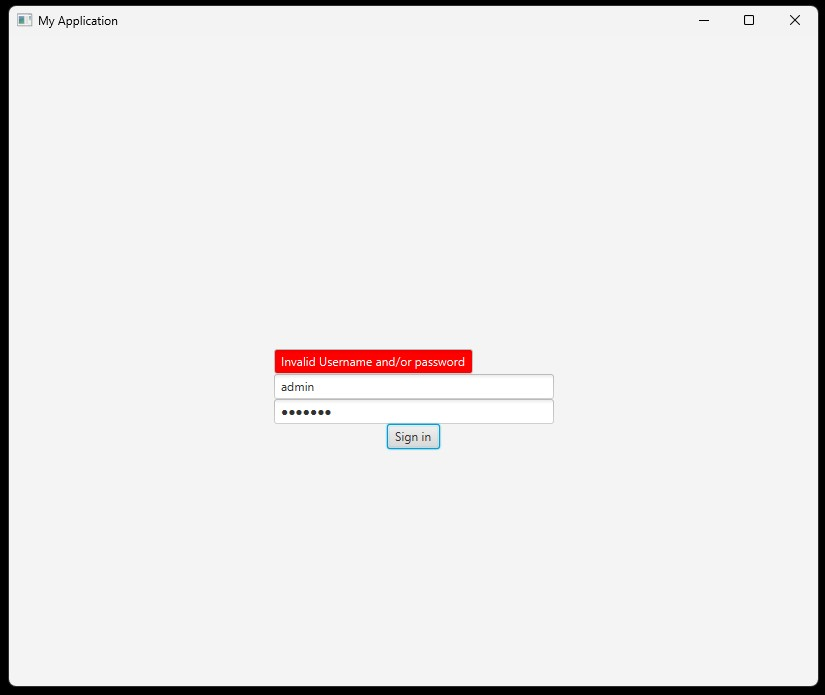 My Application
Invalid Username and/or password
admin
●●●●●●●
Sign in